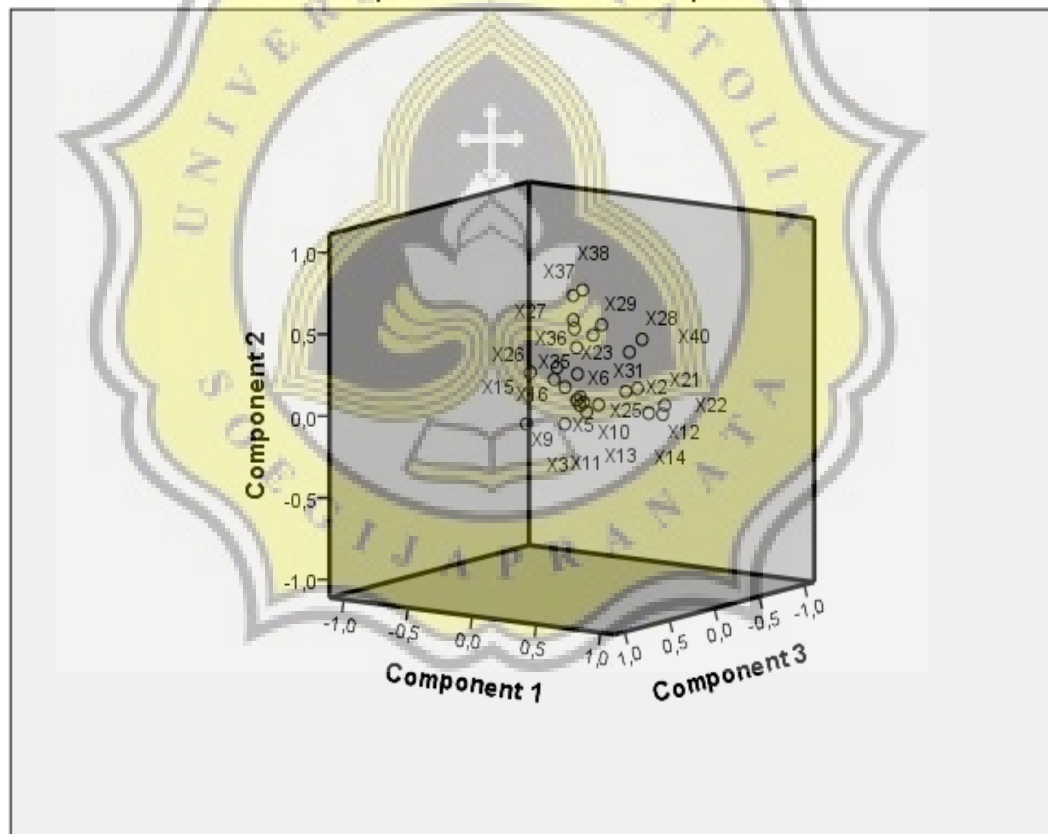 UNIVERS ATOLIK
SOEGIJAPRANATA
X38
X37
X27
X29
X28
X36
X40
X26
X35
X23
X31
X6
X21
X15
X16
X2
X25
X22
X5
X10
X12
X9
X3
X11
X13
X14
1,0
0,5
0,0
-0,5
-1,0
Component 2
-1,0
-0,5
0,0
0,5
1,0
Component 1
1,0
0,5
0,0
-0,5
-1,0
Component 3